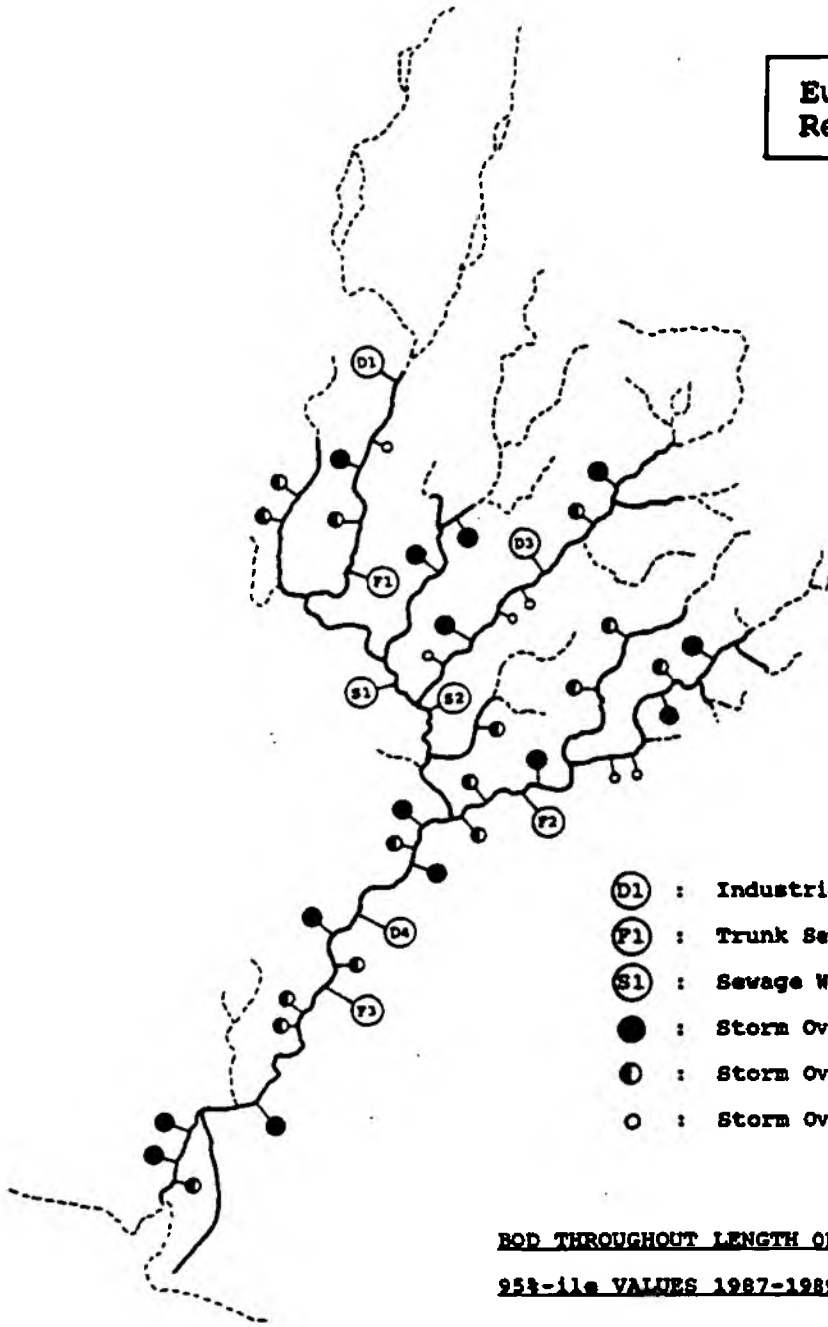 Eu
Re
D1
D3
F1
S1
S2
F2
D4
F3
D1 : Industri
F1 : Trunk Se
S1 : Sewage W
: Storm Ov
: Storm Ov
: Storm Ov
BOD THROUGHOUT LENGTH O
95%-ile VALUES 1987-1989